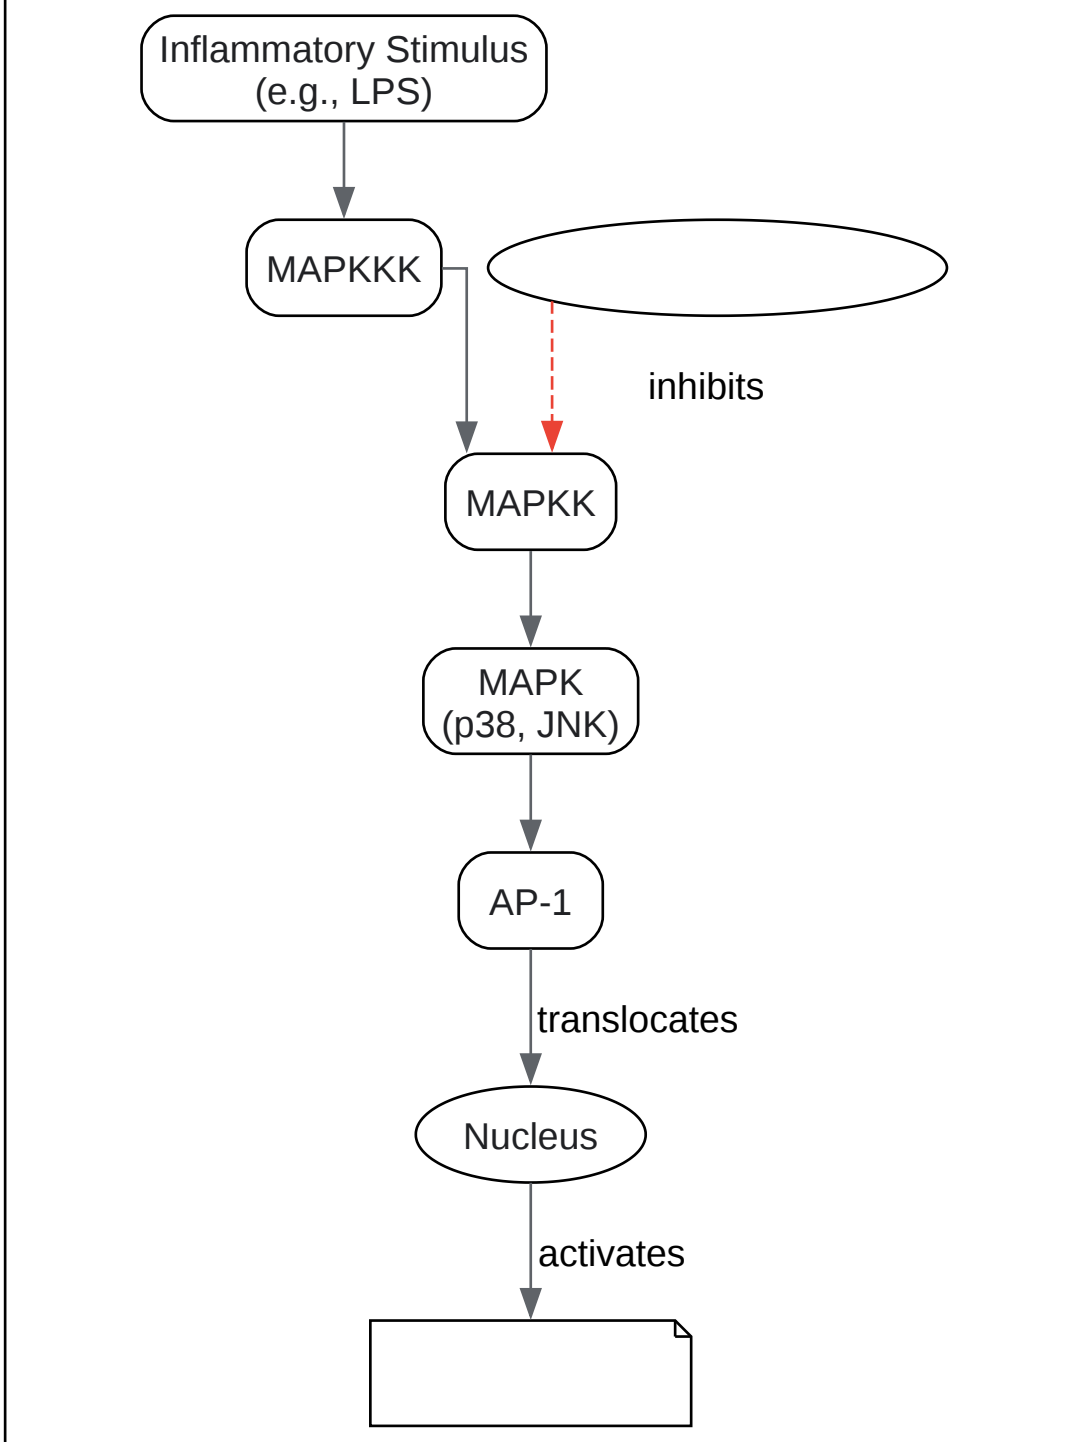 Inflammatory Stimulus
(e.g., LPS)
MAPKKK
inhibits
MAPKK
MAPK
(p38, JNK)
AP-1
translocates
Nucleus
activates